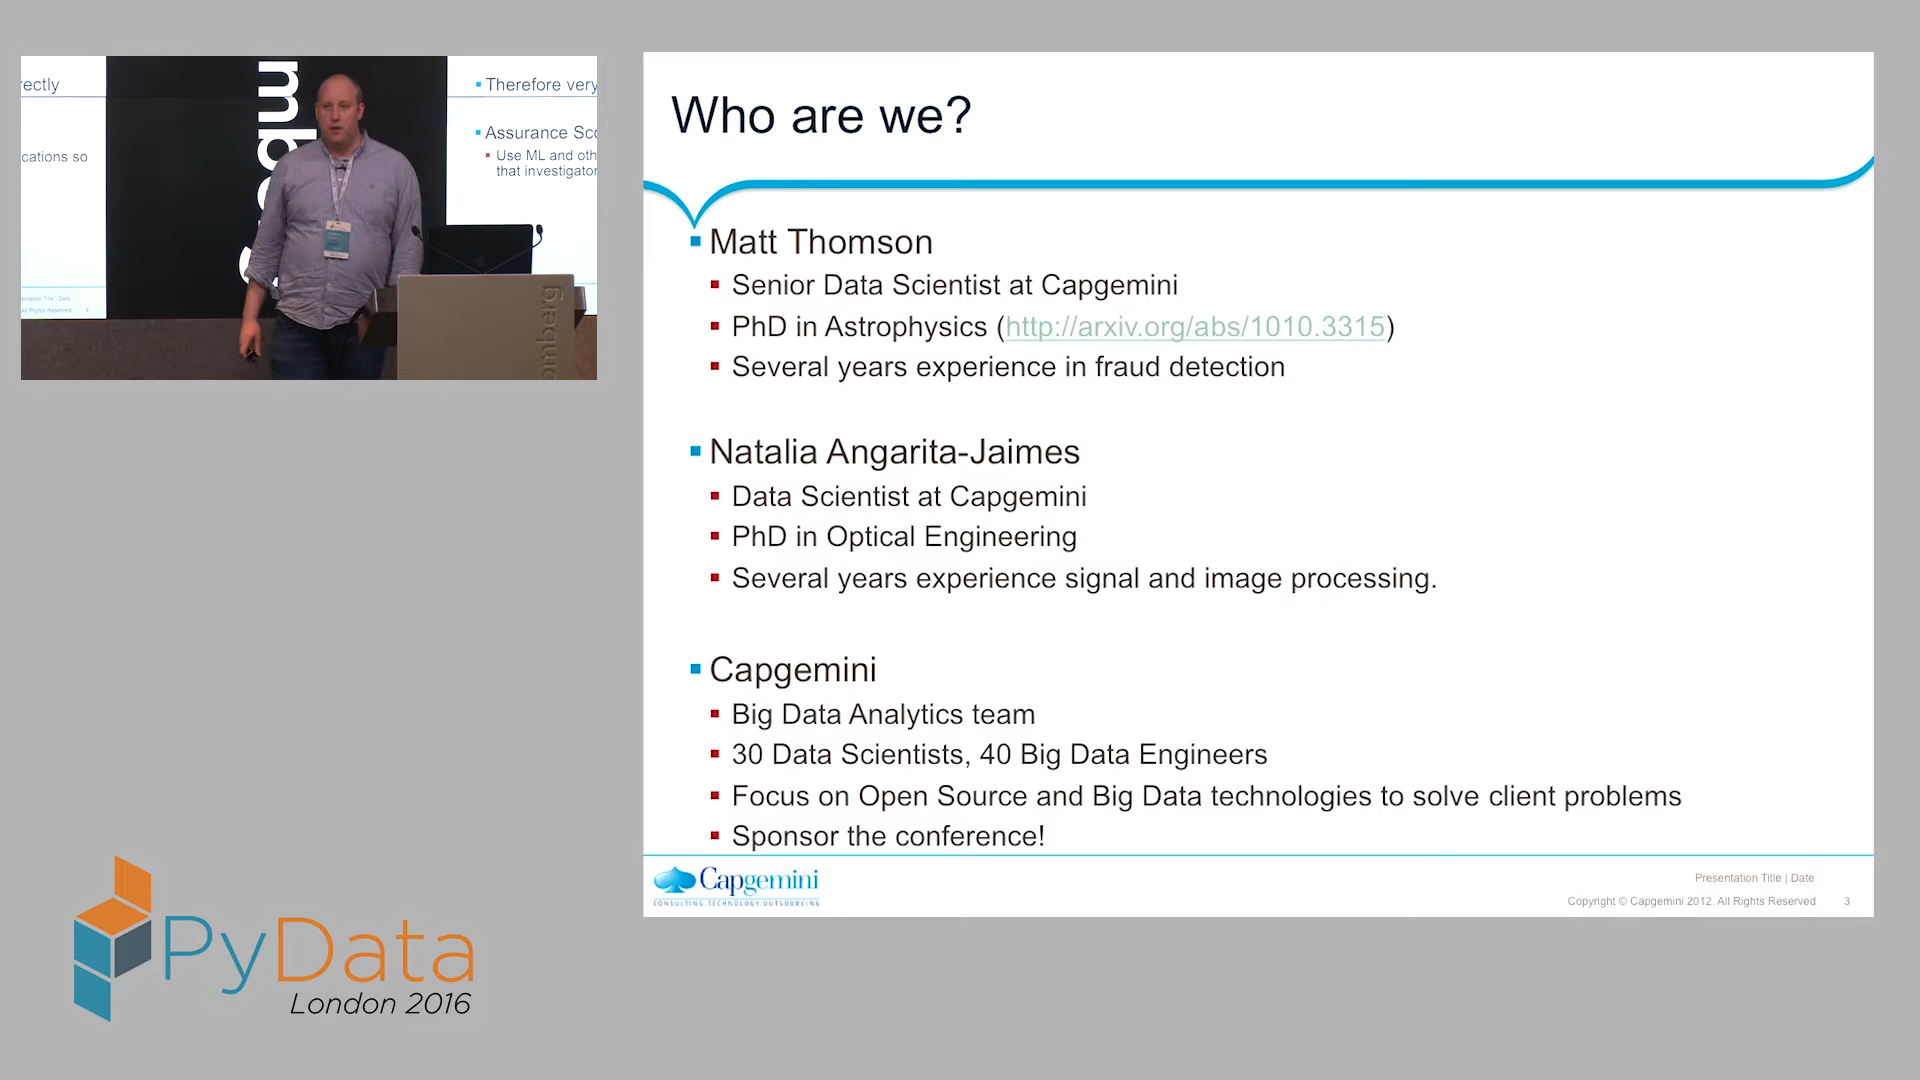 ectly
cations so
Therefore very
Assurance Sco
Use ML and oth
that investigator
Who are we?
Matt Thomson
Senior Data Scientist at Capgemini
PhD in Astrophysics (http://arxiv.org/abs/1010.3315)
Several years experience in fraud detection
Natalia Angarita-Jaimes
Data Scientist at Capgemini
PhD in Optical Engineering
Several years experience signal and image processing.
Capgemini
Big Data Analytics team
30 Data Scientists, 40 Big Data Engineers
Focus on Open Source and Big Data technologies to solve client problems
Sponsor the conference!
Capgemini
CONSULTING.TECHNOLOGY.OUTSOURCING
Presentation Title | Date
Copyright © Capgemini 2012. All Rights Reserved 3
PyData
London 2016